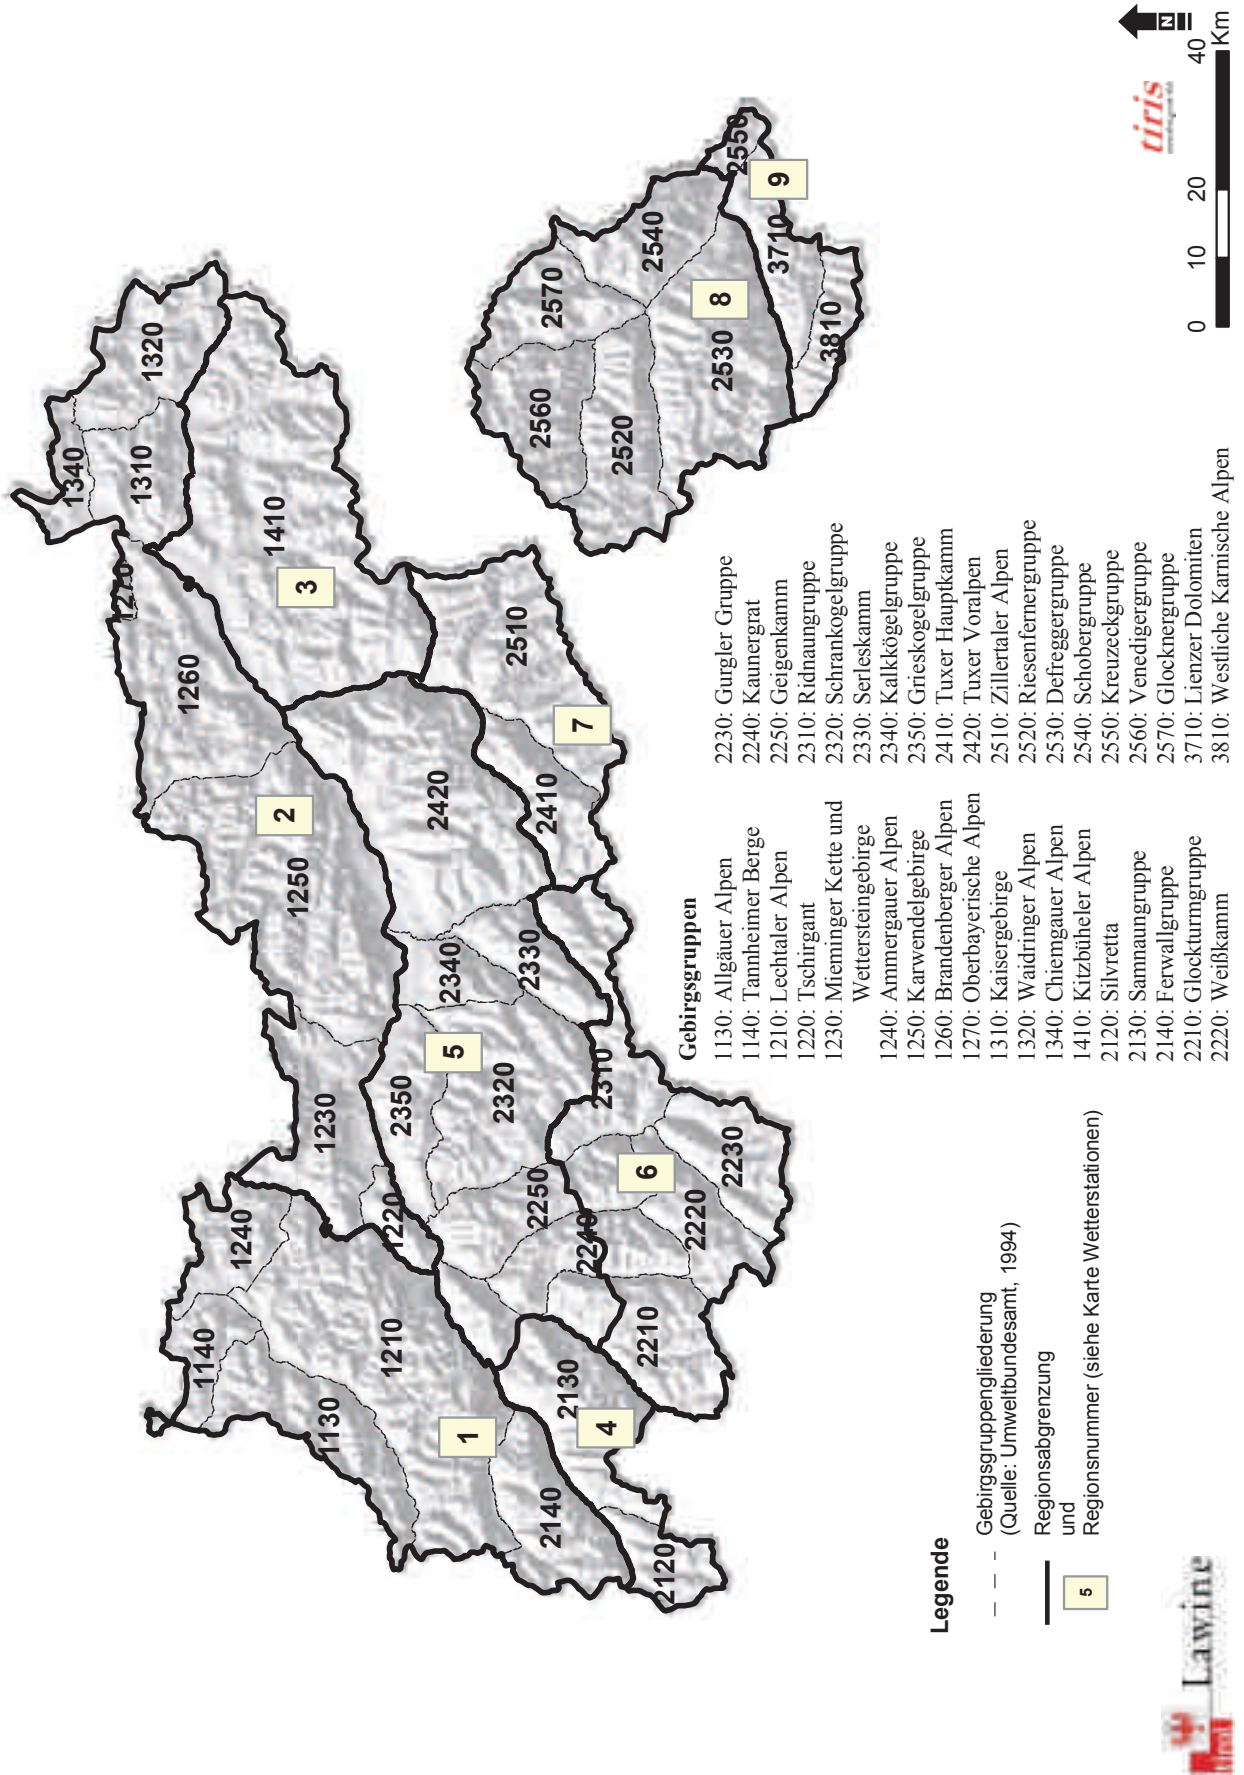 1340
1320
1310
1270
1410
3
1260
2
1250
1240
1140
1230
1220
1210
1130
1
2140
2120
2130
4
2350
5
2340
2320
2330
2420
2410
2510
7
2310
2250
2240
6
2220
2230
2210
2570
2560
2540
2520
2530
8
2550
9
3710
3810
Gebirgsgruppen
1130: Allgäuer Alpen
1140: Tannheimer Berge
1210: Lechtaler Alpen
1220: Tschirgant
1230: Mieminger Kette und
Wettersteingebirge
1240: Ammergauer Alpen
1250: Karwendelgebirge
1260: Brandenberger Alpen
1270: Oberbayerische Alpen
1310: Kaisergebirge
1320: Waidringer Alpen
1340: Chiemgauer Alpen
1410: Kitzbüheler Alpen
2120: Silvretta
2130: Samnaungruppe
2140: Ferwallgruppe
2210: Glockturmgruppe
2220: Weißkamm
2230: Gurgler Gruppe
2240: Kaunergrat
2250: Geigenkamm
2310: Ridnaungruppe
2320: Schrankogelgruppe
2330: Serleskamm
2340: Kalkkögelgruppe
2350: Grieskogelgruppe
2410: Tuxer Hauptkamm
2420: Tuxer Voralpen
2510: Zillertaler Alpen
2520: Riesenfernergruppe
2530: Defreggergruppe
2540: Schobergruppe
2550: Kreuzeckgruppe
2560: Venedigergruppe
2570: Glocknergruppe
3710: Lienzer Dolomiten
3810: Westliche Karnische Alpen
Legende
Gebirgsgruppengliederung
(Quelle: Umweltbundesamt, 1994)
Regionsabgrenzung
und
Regionsnummer (siehe Karte Wetterstationen)
5
Lawine
tiris
N
0 10 20 40
Km